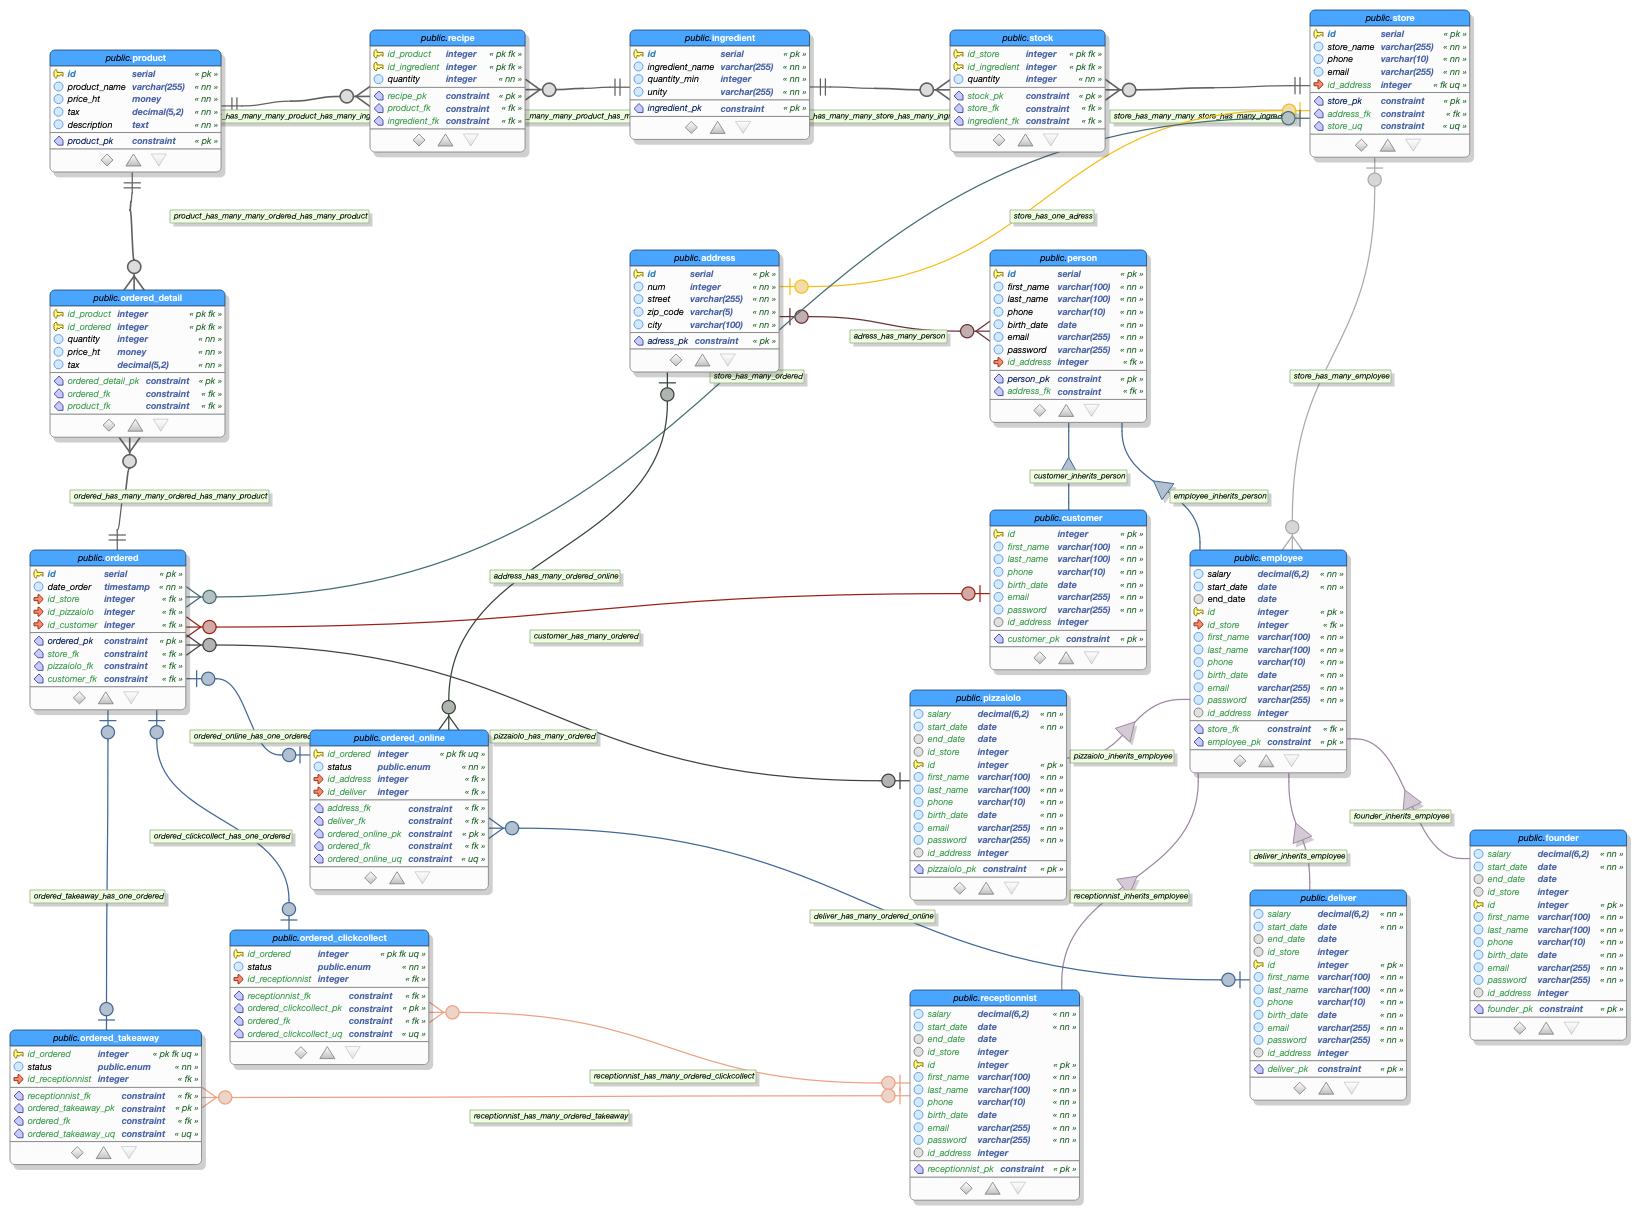 public.product
id serial « pk »
product_name varchar(255) « nn »
price_ht money « nn »
tax decimal(5,2) « nn »
description text « nn »
product_pk constraint « pk »
public.recipe
id_product integer « pk fk »
id_ingredient integer « pk fk »
quantity integer « nn »
recipe_pk constraint « pk »
product_fk constraint « fk »
ingredient_fk constraint « fk »
public.ingredient
id serial « pk »
ingredient_name varchar(255) « nn »
quantity_min integer « nn »
unity varchar(255) « nn »
ingredient_pk constraint « pk »
public.stock
id_store integer « pk fk »
id_ingredient integer « pk fk »
quantity integer « nn »
stock_pk constraint « pk »
store_fk constraint « fk »
ingredient_fk constraint « fk »
public.store
id serial « pk »
store_name varchar(255) « nn »
phone varchar(10) « nn »
email varchar(255) « nn »
id_address integer « fk uq »
store_pk constraint « pk »
address_fk constraint « fk »
store_uq constraint « uq »
_has_many_many_product_has_many_ing
_many_many_product_has_m
_has_many_many_store_has_many_ingr
store_has_many_many_store_has_many_ingred
product_has_many_many_ordered_has_many_product
store_has_one_adress
public.address
id serial « pk »
num integer « nn »
street varchar(255) « nn »
zip_code varchar(5) « nn »
city varchar(100) « nn »
adress_pk constraint « pk »
public.person
id serial « pk »
first_name varchar(100) « nn »
last_name varchar(100) « nn »
phone varchar(10) « nn »
birth_date date « nn »
email varchar(255) « nn »
password varchar(255) « nn »
id_address integer « fk »
person_pk constraint « pk »
address_fk constraint « fk »
public.ordered_detail
id_product integer « pk fk »
id_ordered integer « pk fk »
quantity integer « nn »
price_ht money « nn »
tax decimal(5,2) « nn »
ordered_detail_pk constraint « pk »
ordered_fk constraint « fk »
product_fk constraint « fk »
adress_has_many_person
store_has_many_ordered
store_has_many_employee
customer_inherits_person
employee_inherits_person
ordered_has_many_many_ordered_has_many_product
public.customer
id integer « pk »
first_name varchar(100) « nn »
last_name varchar(100) « nn »
phone varchar(10) « nn »
birth_date date « nn »
email varchar(255) « nn »
password varchar(255) « nn »
id_address integer
customer_pk constraint « pk »
public.ordered
id serial « pk »
date_order timestamp « nn »
id_store integer « fk »
id_pizzaiolo integer « fk »
id_customer integer « fk »
ordered_pk constraint « pk »
store_fk constraint « fk »
pizzaiolo_fk constraint « fk »
customer_fk constraint « fk »
public.employee
salary decimal(6,2) « nn »
start_date date « nn »
end_date date
id integer « pk »
id_store integer « fk »
first_name varchar(100) « nn »
last_name varchar(100) « nn »
phone varchar(10) « nn »
birth_date date « nn »
email varchar(255) « nn »
password varchar(255) « nn »
id_address integer
store_fk constraint « fk »
employee_pk constraint « pk »
address_has_many_ordered_online
customer_has_many_ordered
ordered_online_has_one_ordered
pizzaiolo_has_many_ordered
public.ordered_online
id_ordered integer « pk fk uq »
status public.enum « nn »
id_address integer « fk »
id_deliver integer « fk »
address_fk constraint « fk »
deliver_fk constraint « fk »
ordered_online_pk constraint « pk »
ordered_fk constraint « fk »
ordered_online_uq constraint « uq »
public.pizzaiolo
salary decimal(6,2) « nn »
start_date date « nn »
end_date date
id_store integer
id integer « pk »
first_name varchar(100) « nn »
last_name varchar(100) « nn »
phone varchar(10) « nn »
birth_date date « nn »
email varchar(255) « nn »
password varchar(255) « nn »
id_address integer
pizzaiolo_pk constraint « pk »
pizzaiolo_inherits_employee
founder_inherits_employee
deliver_inherits_employee
receptionnist_inherits_employee
ordered_clickcollect_has_one_ordered
ordered_takeaway_has_one_ordered
deliver_has_many_ordered_online
public.founder
salary decimal(6,2) « nn »
start_date date « nn »
end_date date
id_store integer
id integer « pk »
first_name varchar(100) « nn »
last_name varchar(100) « nn »
phone varchar(10) « nn »
birth_date date « nn »
email varchar(255) « nn »
password varchar(255) « nn »
id_address integer
founder_pk constraint « pk »
public.deliver
salary decimal(6,2) « nn »
start_date date « nn »
end_date date
id_store integer
id integer « pk »
first_name varchar(100) « nn »
last_name varchar(100) « nn »
phone varchar(10) « nn »
birth_date date « nn »
email varchar(255) « nn »
password varchar(255) « nn »
id_address integer
deliver_pk constraint « pk »
public.ordered_clickcollect
id_ordered integer « pk fk uq »
status public.enum « nn »
id_receptionnist integer « fk »
receptionnist_fk constraint « fk »
ordered_clickcollect_pk constraint « pk »
ordered_fk constraint « fk »
ordered_clickcollect_uq constraint « uq »
public.receptionnist
salary decimal(6,2) « nn »
start_date date « nn »
end_date date
id_store integer
id integer « pk »
first_name varchar(100) « nn »
last_name varchar(100) « nn »
phone varchar(10) « nn »
birth_date date « nn »
email varchar(255) « nn »
password varchar(255) « nn »
id_address integer
receptionnist_pk constraint « pk »
public.ordered_takeaway
id_ordered integer « pk fk uq »
status public.enum « nn »
id_receptionnist integer « fk »
receptionnist_fk constraint « fk »
ordered_takeaway_pk constraint « pk »
ordered_fk constraint « fk »
ordered_takeaway_uq constraint « uq »
receptionnist_has_many_ordered_clickcollect
receptionnist_has_many_ordered_takeaway